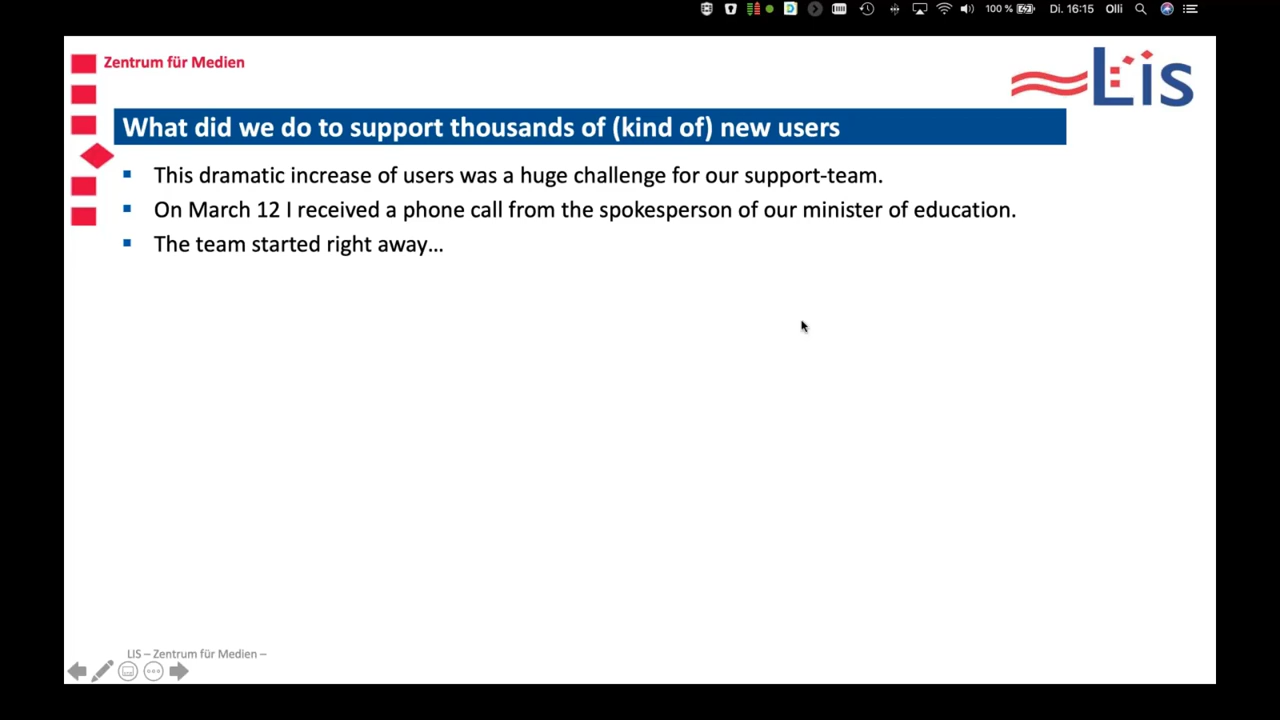 100 % Di. 16:15 Olli
Zentrum für Medien
Lis
What did we do to support thousands of (kind of) new users
This dramatic increase of users was a huge challenge for our support-team.
On March 12 I received a phone call from the spokesperson of our minister of education.
The team started right away...
LIS – Zentrum für Medien –